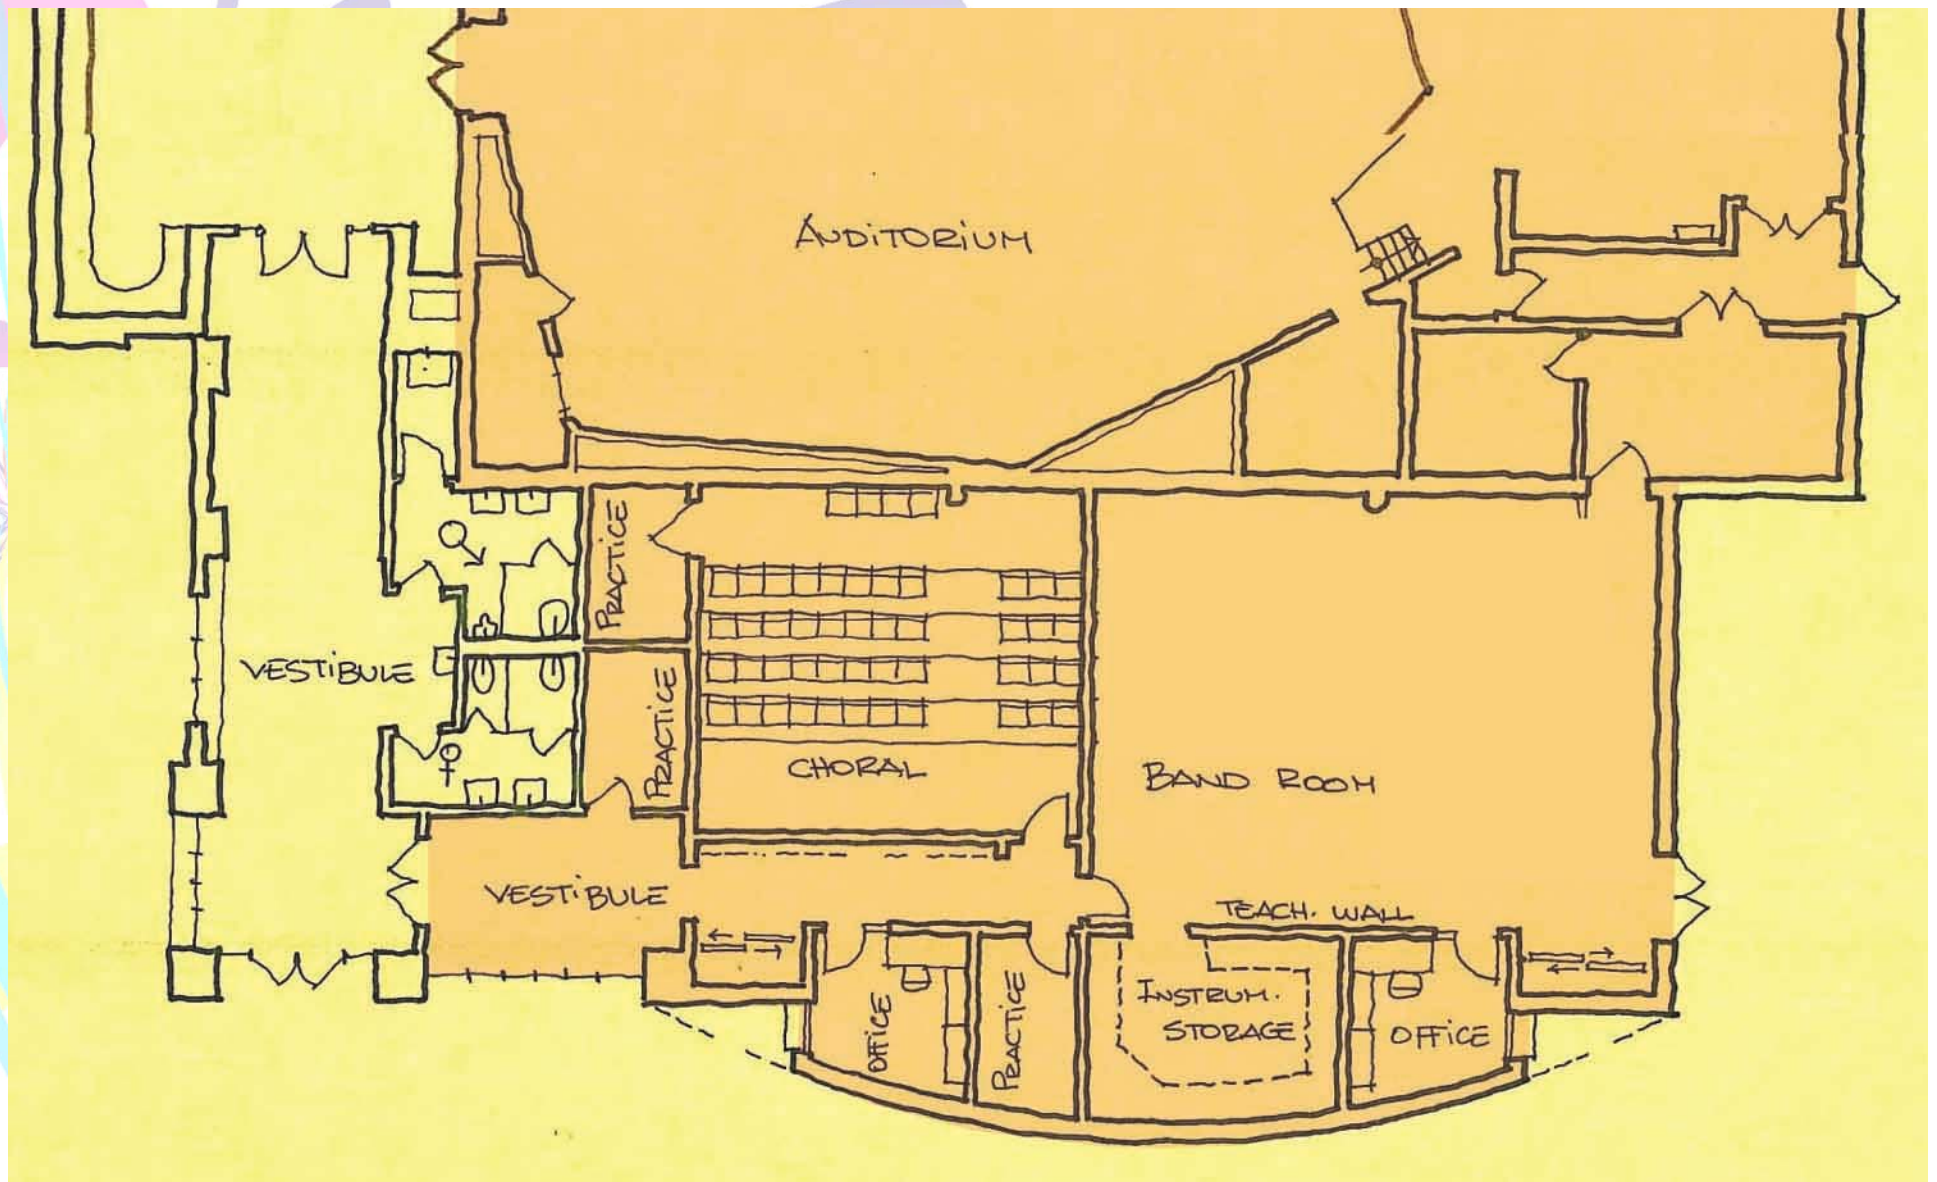 AUDITORIUM
PRACTICE
VESTIBULE
PRACTICE
CHORAL
BAND ROOM
VESTIBULE
TEACH. WALL
OFFICE
PRACTICE
INSTRUM.
STORAGE
OFFICE